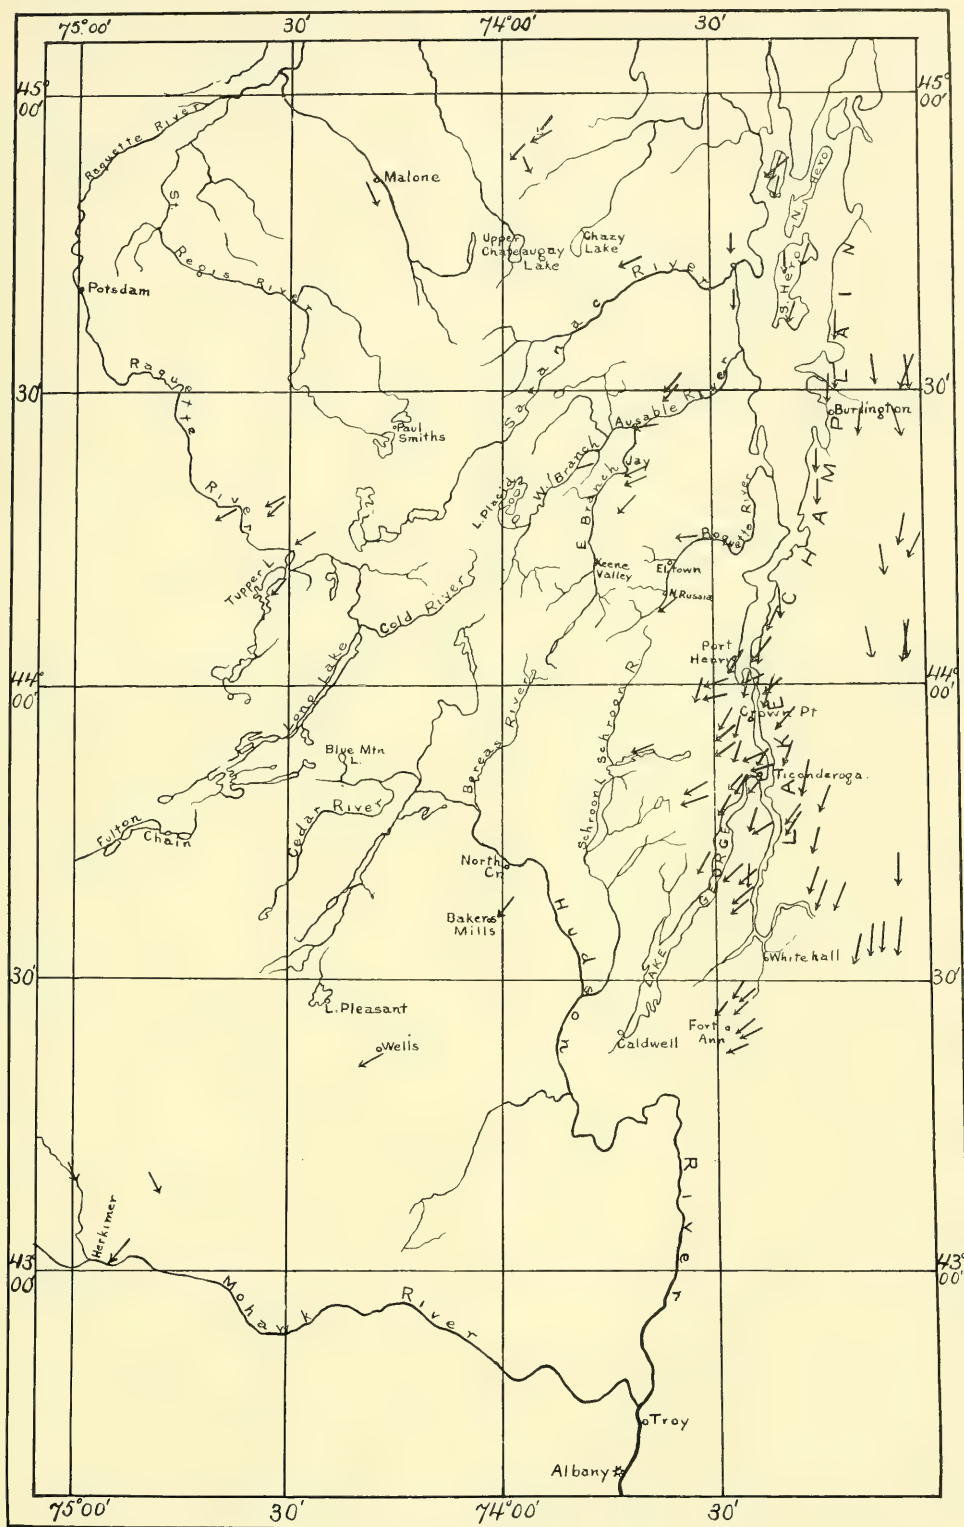 75°00' 30' 74°00 30'
45° 00'
45° 00'
Raquette River
Malone
St. Regis River
Upper Chateaugay Lake
Chazy Lake
N. Hero
S. Hero
Saranac River
Potsdam
Raquette River
30'
30'
Paul Smiths
Ausable River
Burlington
L. Placid
W. Branch
E Branch
Jay
Boquette River
Keene Valley
El'town
N. Russia
Tupper L
Cold River
Port Henry
LAKE CHAMPLAIN
44° 00'
44° 00'
Long Lake
Crown Pt
Boreas River
Schroon R
Schroon L
Blue Mtn L.
Ticonderoga.
Cedar River
Fulton Chain
North Cr.
Bakers Mills
LAKE GEORGE
Whitehall
30'
30'
L. Pleasant
Hudson River
Wells
Caldwell
Fort Ann
Herkimer
43° 00'
43° 00'
Mohawk River
Troy
Albany
75°00' 30' 74°00' 30'